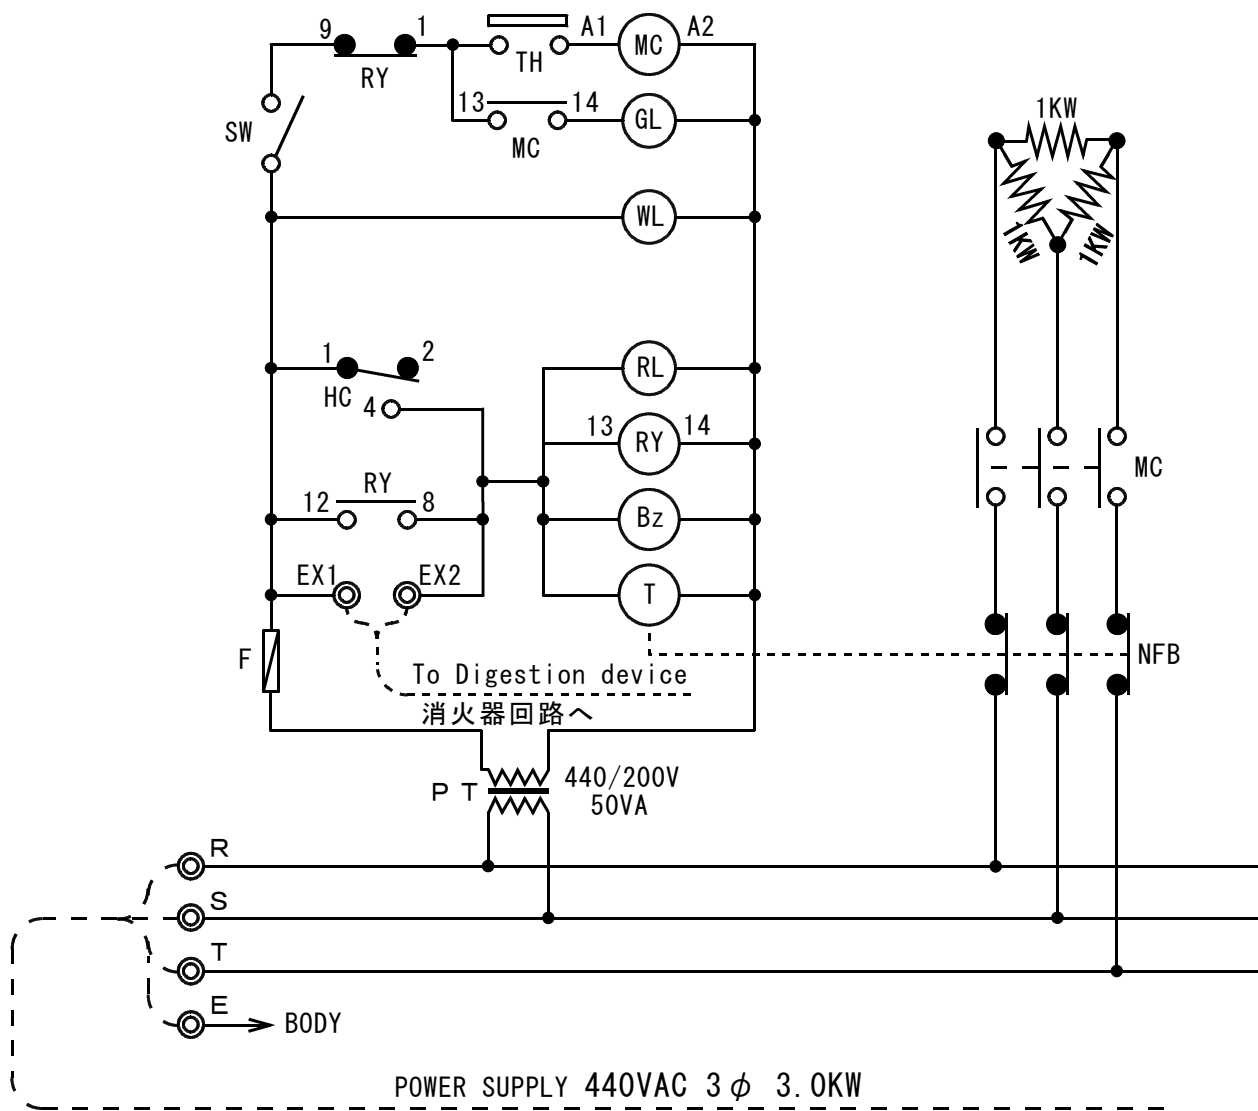 9
1
A1
MC
A2
TH
RY
13
14
GL
MC
SW
1KW
WL
1KW
1KW
1
2
RL
HC
4
13
RY
14
MC
RY
12
8
Bz
EX1
EX2
T
F
To Digestion device
NFB
消火器回路へ
PT
440/200V
50VA
R
S
T
E
BODY
POWER SUPPLY 440VAC 3φ 3.0KW